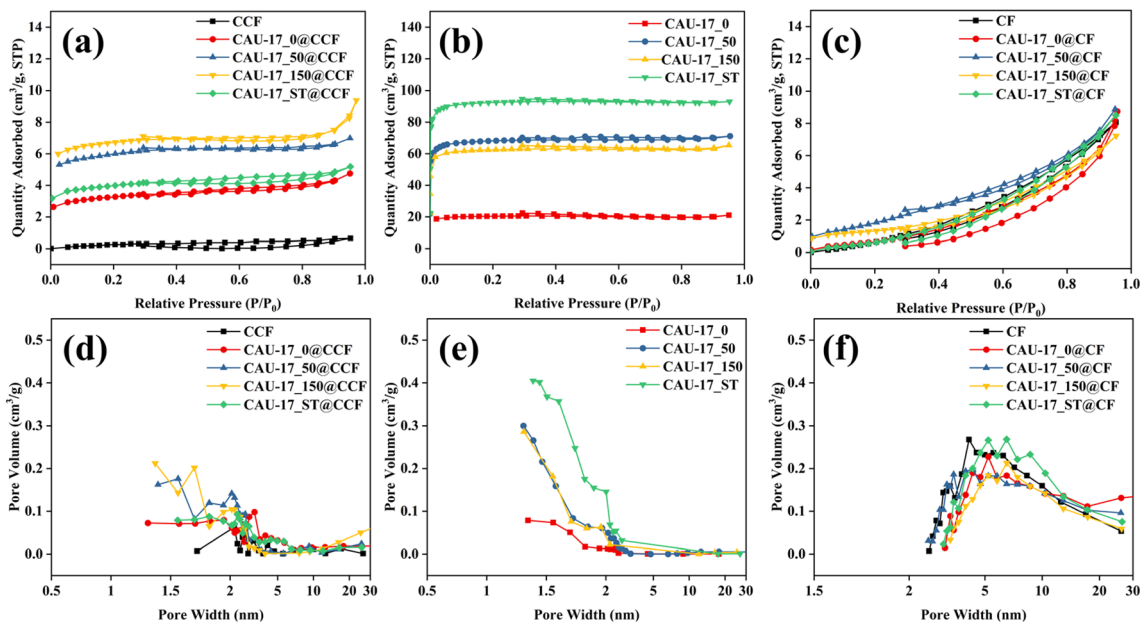 (a)
CCF
CAU-17_0@CCF
CAU-17_50@CCF
CAU-17_150@CCF
CAU-17_ST@CCF
Quantity Adsorbed (cm³/g, STP)
14
12
10
8
6
4
2
0
0.0 0.2 0.4 0.6 0.8 1.0
Relative Pressure (P/P₀)
(b)
CAU-17_0
CAU-17_50
CAU-17_150
CAU-17_ST
Quantity Adsorbed (cm³/g, STP)
140
120
100
80
60
40
20
0
0.0 0.2 0.4 0.6 0.8 1.0
Relative Pressure (P/P₀)
(c)
CF
CAU-17_0@CF
CAU-17_50@CF
CAU-17_150@CF
CAU-17_ST@CF
Quantity Adsorbed (cm³/g, STP)
14
12
10
8
6
4
2
0
0.0 0.2 0.4 0.6 0.8 1.0
Relative Pressure (P/P₀)
(d)
CCF
CAU-17_0@CCF
CAU-17_50@CCF
CAU-17_150@CCF
CAU-17_ST@CCF
Pore Volume (cm³/g)
0.5
0.4
0.3
0.2
0.1
0.0
0.5 1 1.5 2 5 10 20 30
Pore Width (nm)
(e)
CAU-17_0
CAU-17_50
CAU-17_150
CAU-17_ST
Pore Volume (cm³/g)
0.5
0.4
0.3
0.2
0.1
0.0
0.5 1 1.5 2 5 10 20 30
Pore Width (nm)
(f)
CF
CAU-17_0@CF
CAU-17_50@CF
CAU-17_150@CF
CAU-17_ST@CF
Pore Volume (cm³/g)
0.5
0.4
0.3
0.2
0.1
0.0
1.5 2 5 10 20 30
Pore Width (nm)